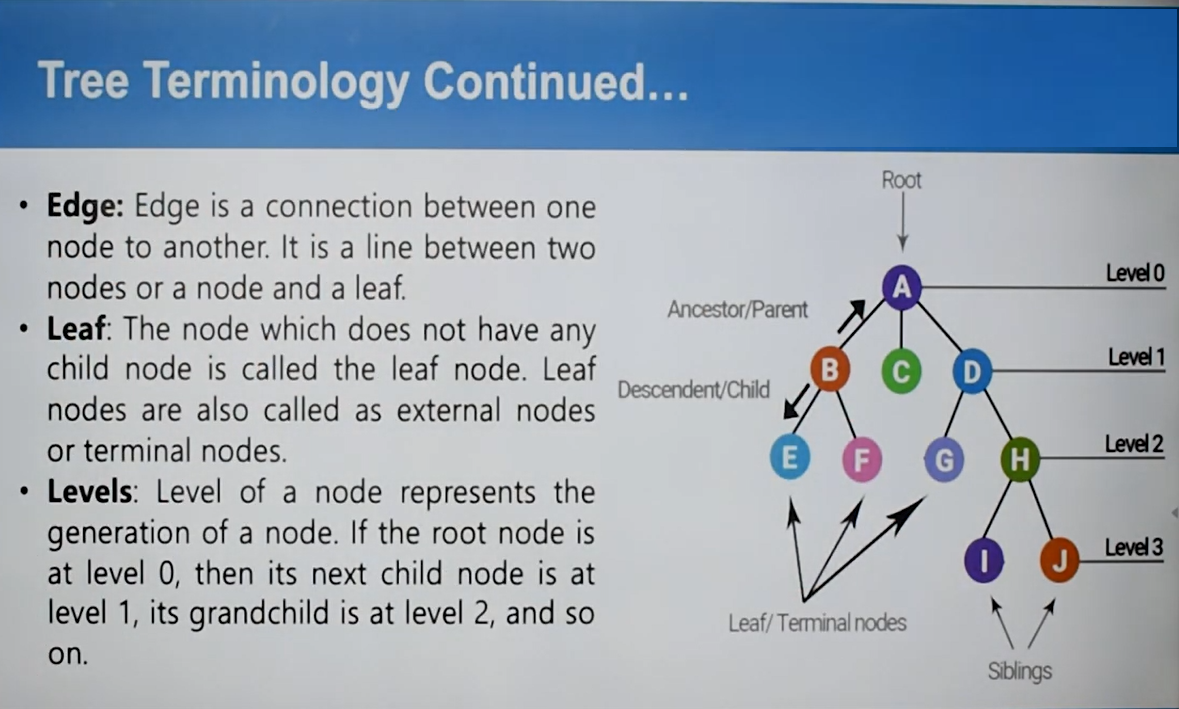 Tree Terminology Continued...
• Edge: Edge is a connection between one
node to another. It is a line between two
nodes or a node and a leaf.
• Leaf: The node which does not have any
child node is called the leaf node. Leaf
nodes are also called as external nodes
or terminal nodes.
• Levels: Level of a node represents the
generation of a node. If the root node is
at level 0, then its next child node is at
level 1, its grandchild is at level 2, and so
on.
Root
A
Level 0
Ancestor/Parent
B
C
D
Level 1
Descendent/Child
E
F
G
H
Level 2
I
J
Level 3
Leaf/ Terminal nodes
Siblings